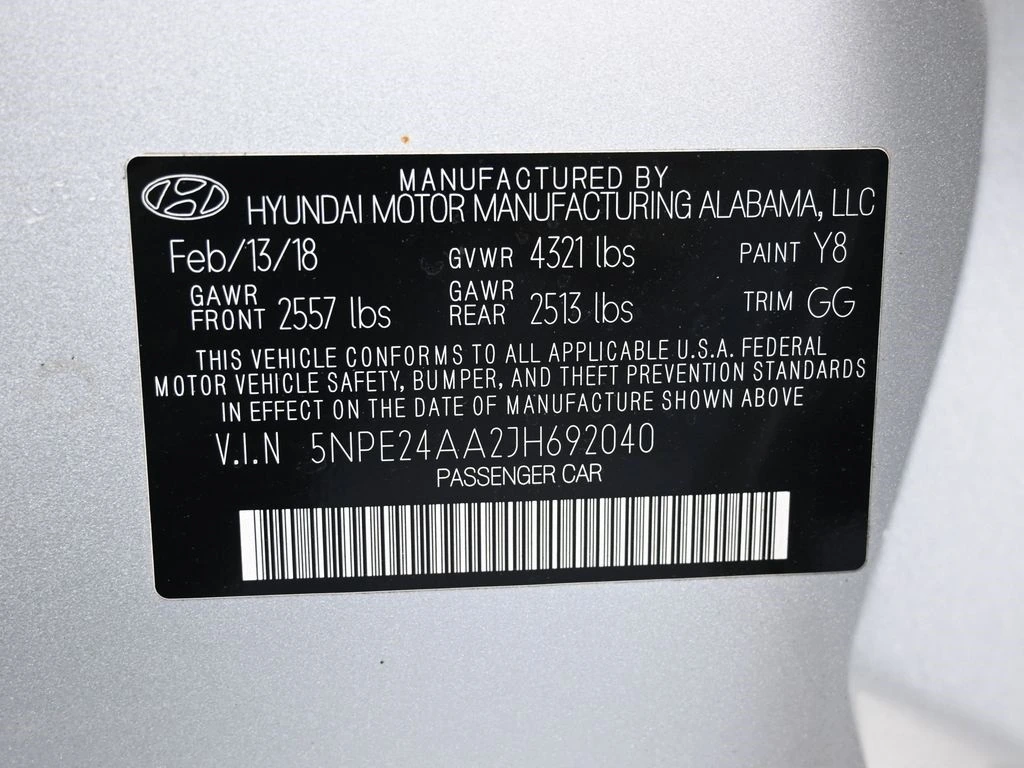 MANUFACTURED BY
HYUNDAI MOTOR MANUFACTURING ALABAMA, LLC
Feb/13/18 GVWR 4321 lbs PAINT Y8
GAWR FRONT 2557 lbs GAWR REAR 2513 lbs TRIM GG
THIS VEHICLE CONFORMS TO ALL APPLICABLE U.S.A. FEDERAL
MOTOR VEHICLE SAFETY, BUMPER, AND THEFT PREVENTION STANDARDS
IN EFFECT ON THE DATE OF MANUFACTURE SHOWN ABOVE
V.I.N 5NPE24AA2JH692040
PASSENGER CAR